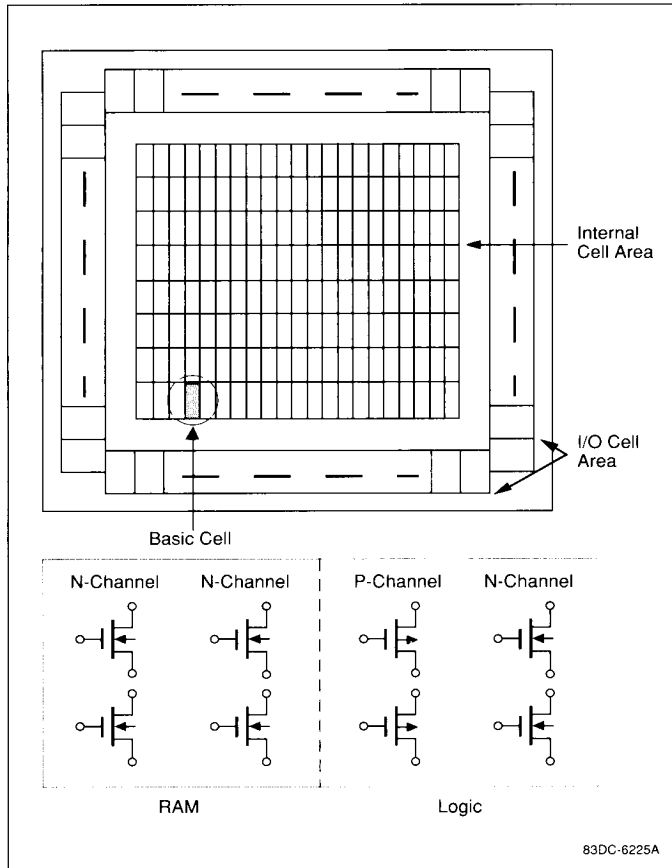 Internal
Cell Area
I/O Cell
Area
Basic Cell
N-Channel
N-Channel
P-Channel
N-Channel
RAM
Logic
83DC-6225A